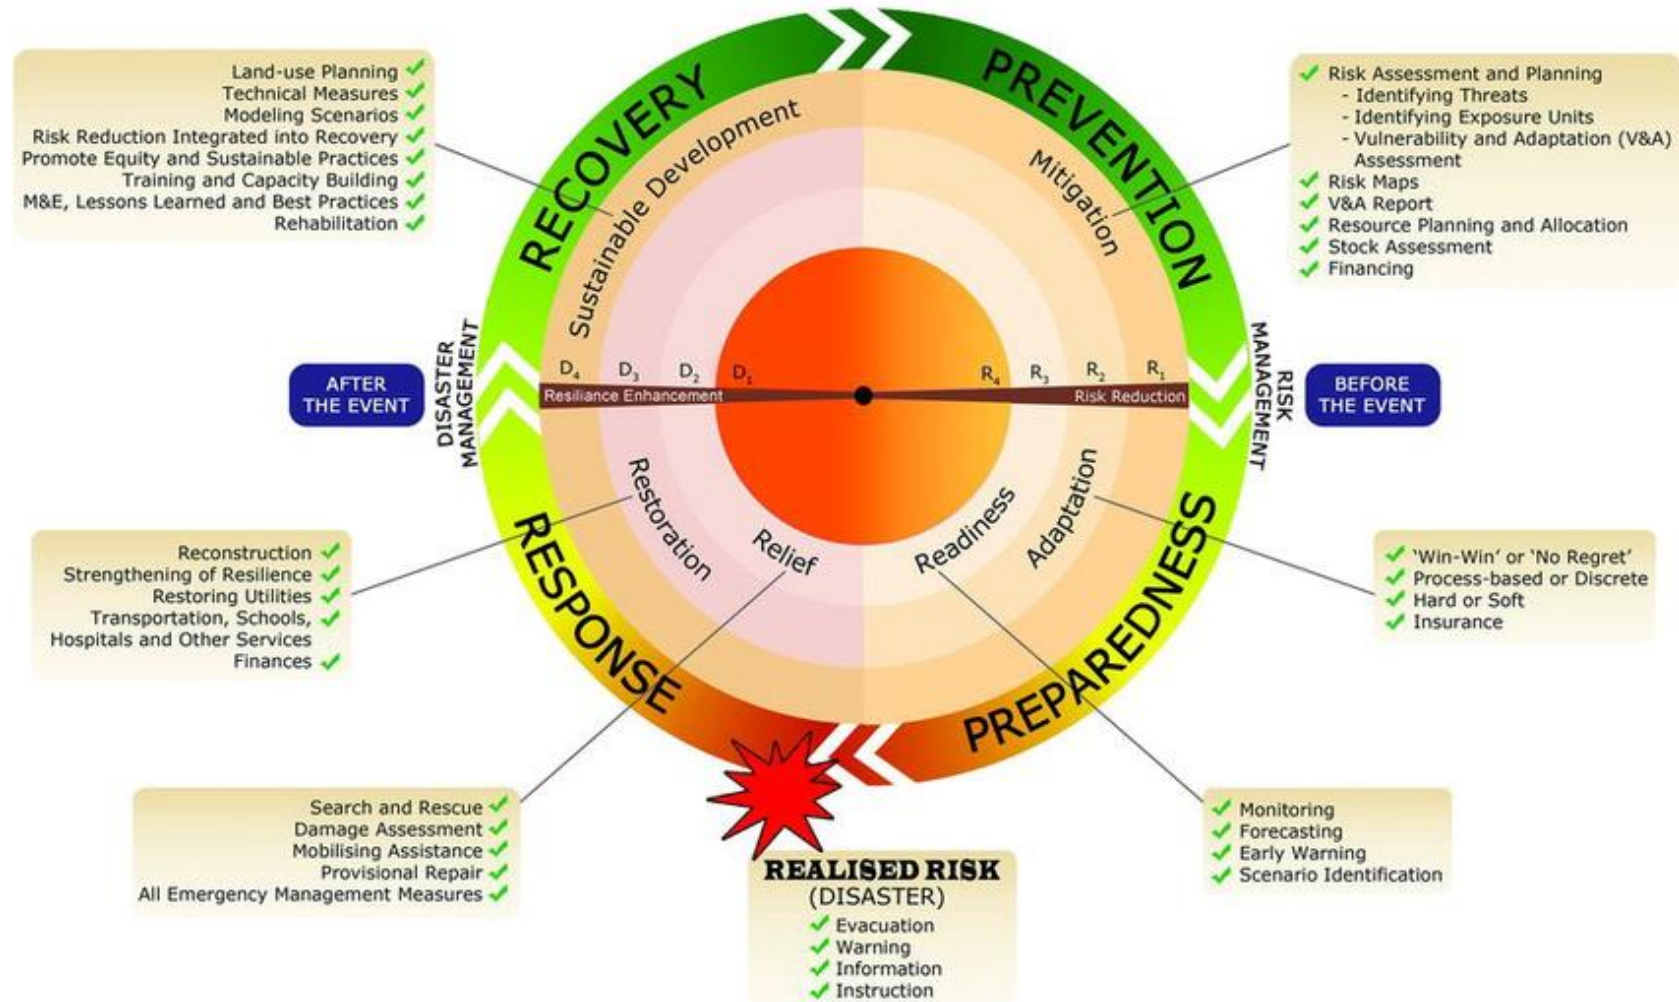 Land-use Planning
Technical Measures
Modeling Scenarios
Risk Reduction Integrated into Recovery
Promote Equity and Sustainable Practices
Training and Capacity Building
M&E, Lessons Learned and Best Practices
Rehabilitation
RECOVERY
PREVENTION
Sustainable Development
Mitigation
Risk Assessment and Planning
- Identifying Threats
- Identifying Exposure Units
- Vulnerability and Adaptation (V&A)
Assessment
Risk Maps
V&A Report
Resource Planning and Allocation
Stock Assessment
Financing
AFTER
THE EVENT
DISASTER
MANAGEMENT
D4 D3 D2 D1
R4 R3 R2 R1
Resiliance Enhancement
Risk Reduction
RISK
MANAGEMENT
BEFORE
THE EVENT
Restoration
Relief
Readiness
Adaptation
RESPONSE
PREPAREDNESS
Reconstruction
Strengthening of Resilience
Restoring Utilities
Transportation, Schools,
Hospitals and Other Services
Finances
‘Win-Win’ or ‘No Regret’
Process-based or Discrete
Hard or Soft
Insurance
Search and Rescue
Damage Assessment
Mobilising Assistance
Provisional Repair
All Emergency Management Measures
Monitoring
Forecasting
Early Warning
Scenario Identification
REALISED RISK
(DISASTER)
Evacuation
Warning
Information
Instruction